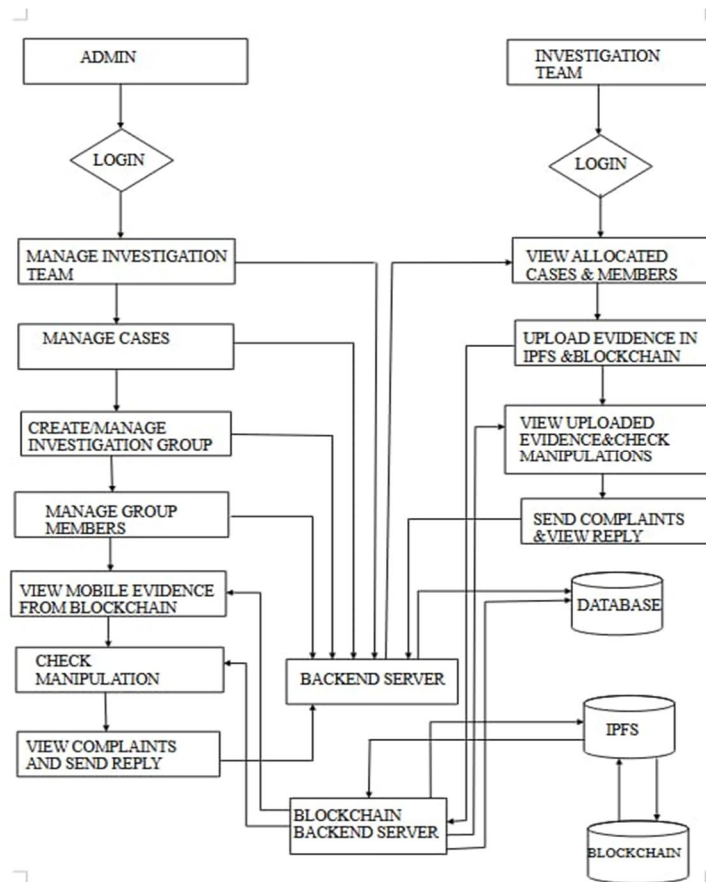 ADMIN
LOGIN
MANAGE INVESTIGATION
TEAM
MANAGE CASES
CREATE/MANAGE
INVESTIGATION GROUP
MANAGE GROUP
MEMBERS
VIEW MOBILE EVIDENCE
FROM BLOCKCHAIN
CHECK
MANIPULATION
VIEW COMPLAINTS
AND SEND REPLY
BACKEND SERVER
BLOCKCHAIN
BACKEND SERVER
INVESTIGATION
TEAM
LOGIN
VIEW ALLOCATED
CASES & MEMBERS
UPLOAD EVIDENCE IN
IPFS &BLOCKCHAIN
VIEW UPLOADED
EVIDENCE&CHECK
MANIPULATIONS
SEND COMPLAINTS
&VIEW REPLY
DATABASE
IPFS
BLOCKCHAIN